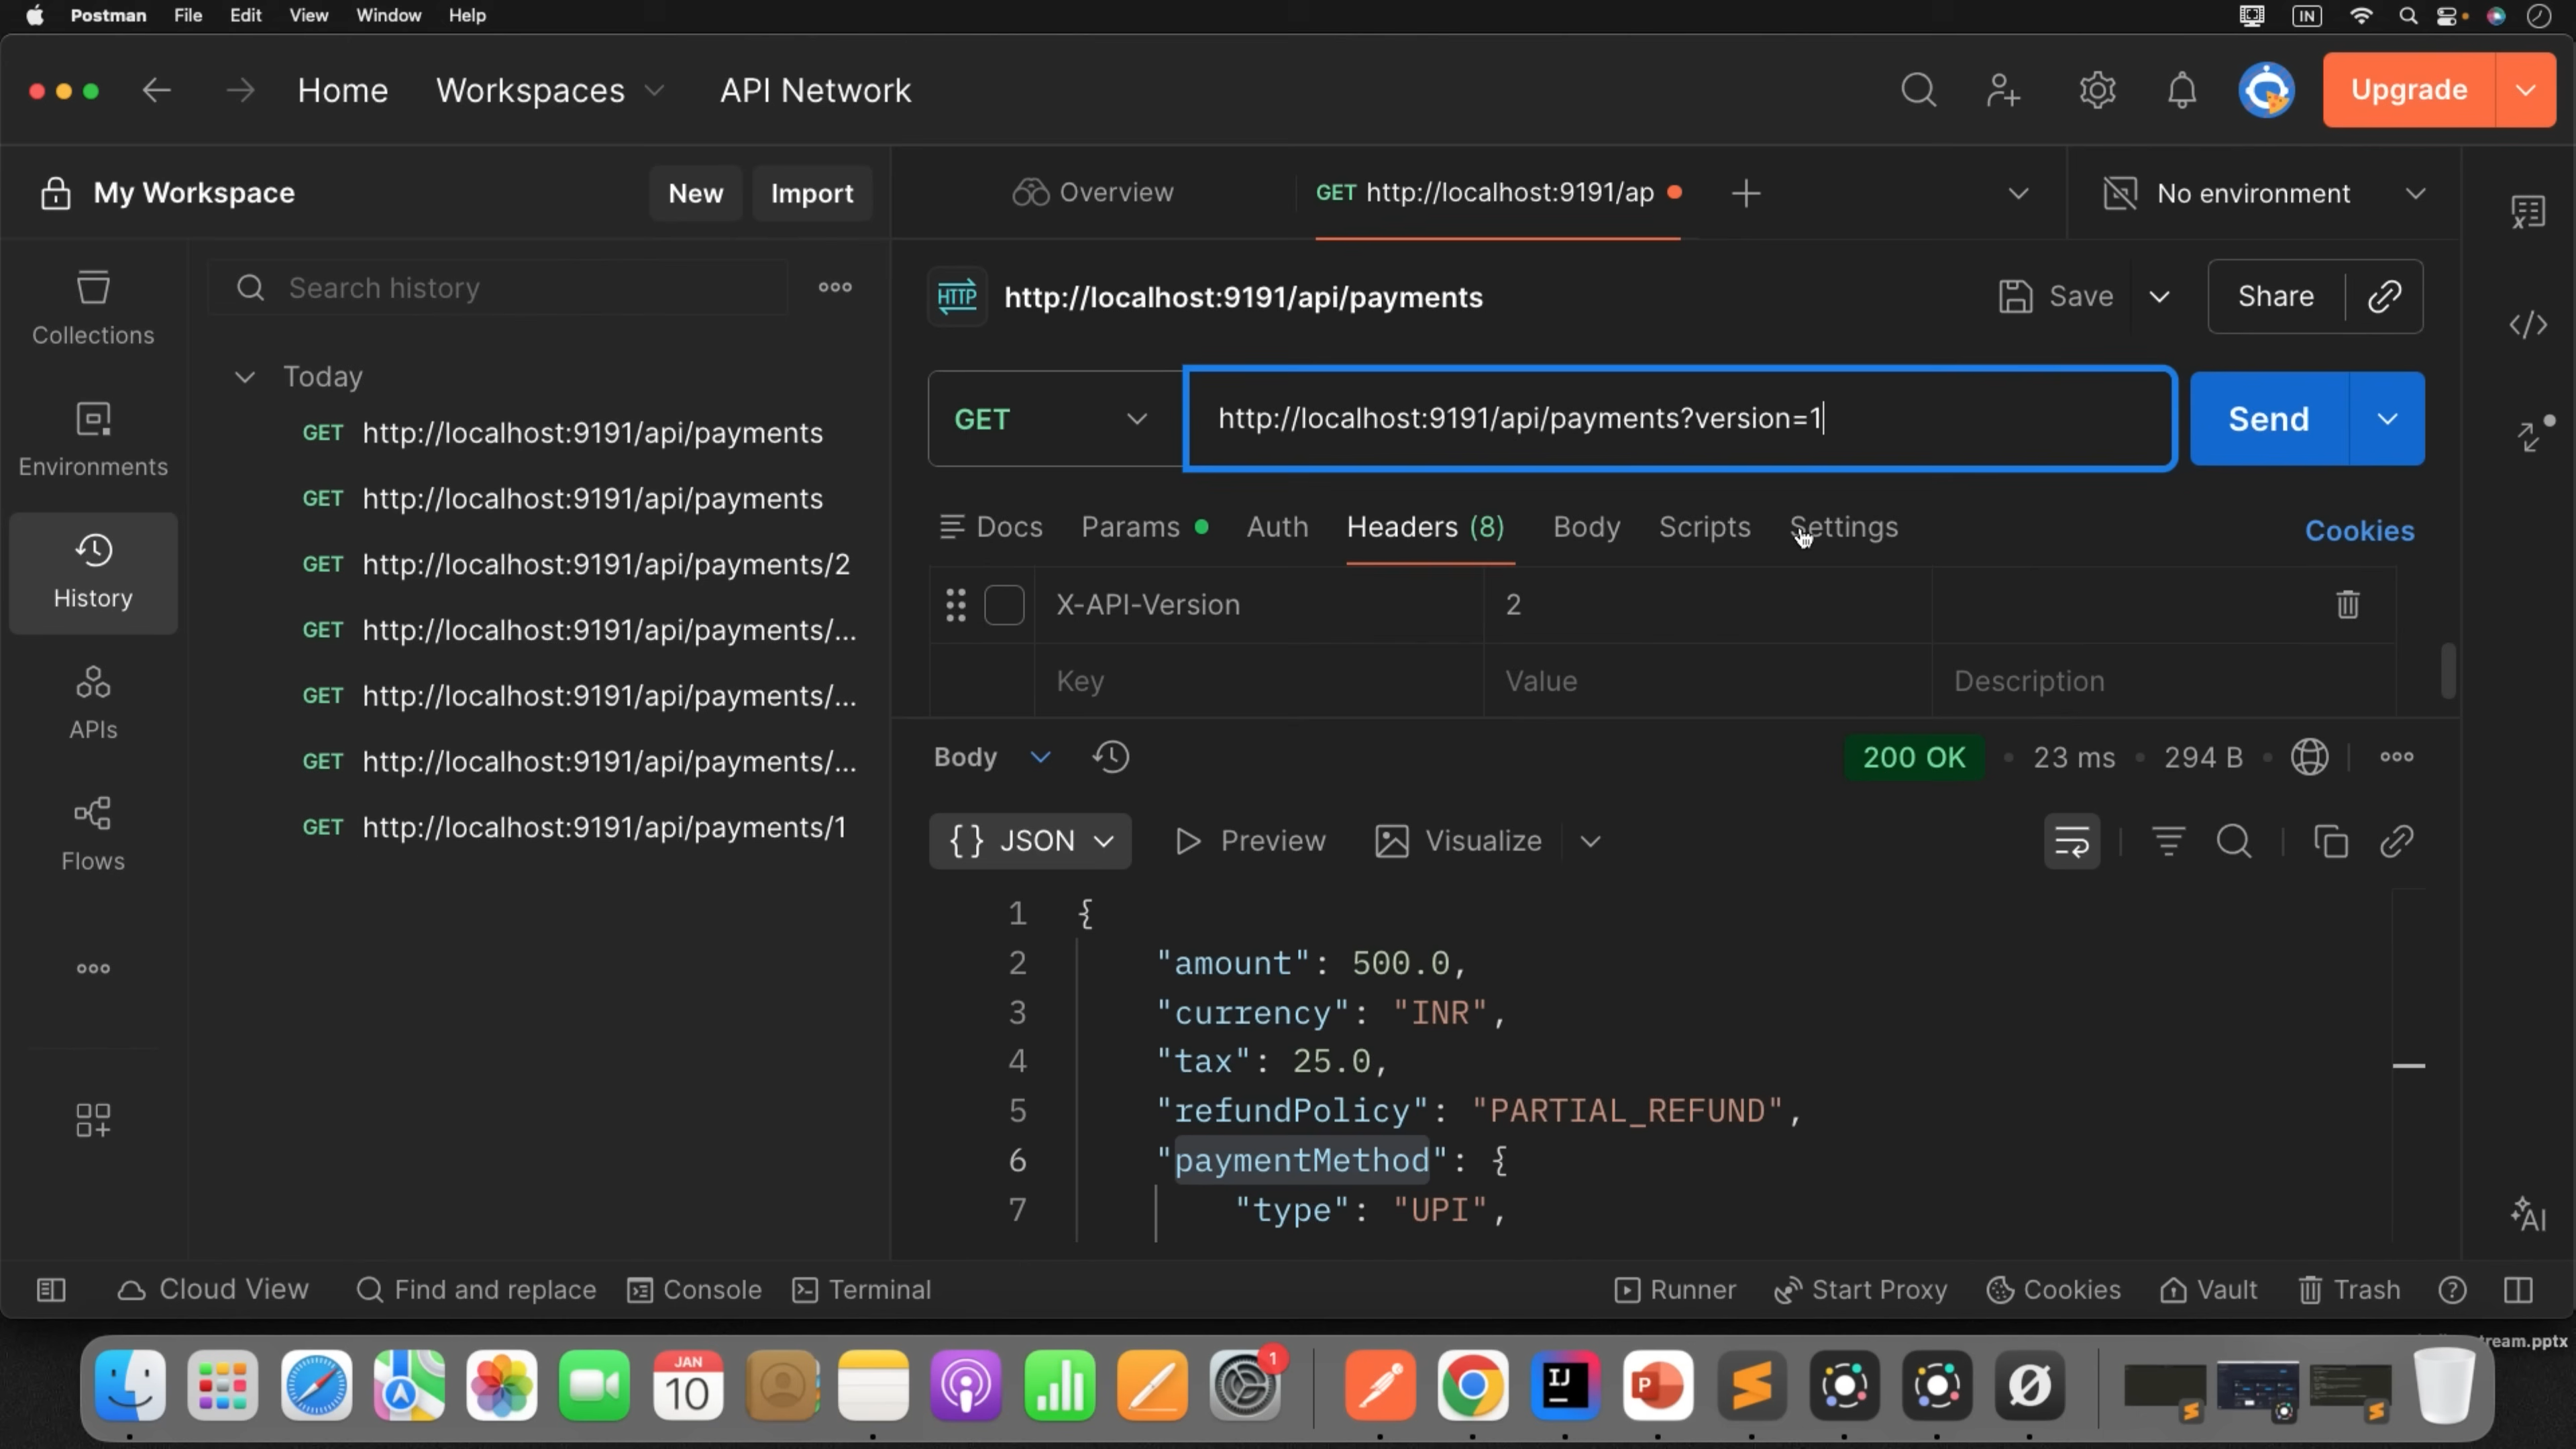 Postman File Edit View Window Help IN
Home Workspaces API Network Upgrade
My Workspace New Import
Overview GET http://localhost:9191/ap No environment
Collections
Environments
History
APIs
Flows
Search history
Today
GET http://localhost:9191/api/payments
GET http://localhost:9191/api/payments
GET http://localhost:9191/api/payments/2
GET http://localhost:9191/api/payments/...
GET http://localhost:9191/api/payments/...
GET http://localhost:9191/api/payments/...
GET http://localhost:9191/api/payments/1
HTTP http://localhost:9191/api/payments Save Share
GET http://localhost:9191/api/payments?version=1 Send
Docs Params Auth Headers (8) Body Scripts Settings Cookies
X-API-Version 2
Key Value Description
Body 200 OK • 23 ms • 294 B
{} JSON Preview Visualize
1 {
2 "amount": 500.0,
3 "currency": "INR",
4 "tax": 25.0,
5 "refundPolicy": "PARTIAL_REFUND",
6 "paymentMethod": {
7 "type": "UPI",
AI
Cloud View Find and replace Console Terminal Runner Start Proxy Cookies Vault Trash
tream.pptx
JAN
10
1
IJ
P